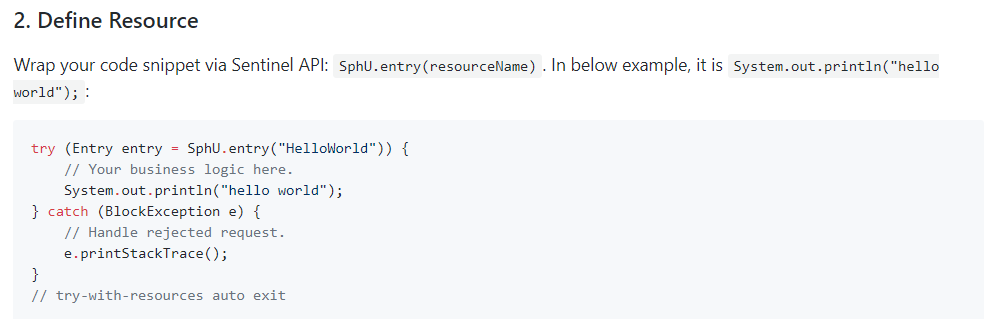 2. Define Resource
Wrap your code snippet via Sentinel API: SphU.entry(resourceName) . In below example, it is System.out.println("hello
world"); :
try (Entry entry = SphU.entry("HelloWorld")) {
    // Your business logic here.
    System.out.println("hello world");
} catch (BlockException e) {
    // Handle rejected request.
    e.printStackTrace();
}
// try-with-resources auto exit